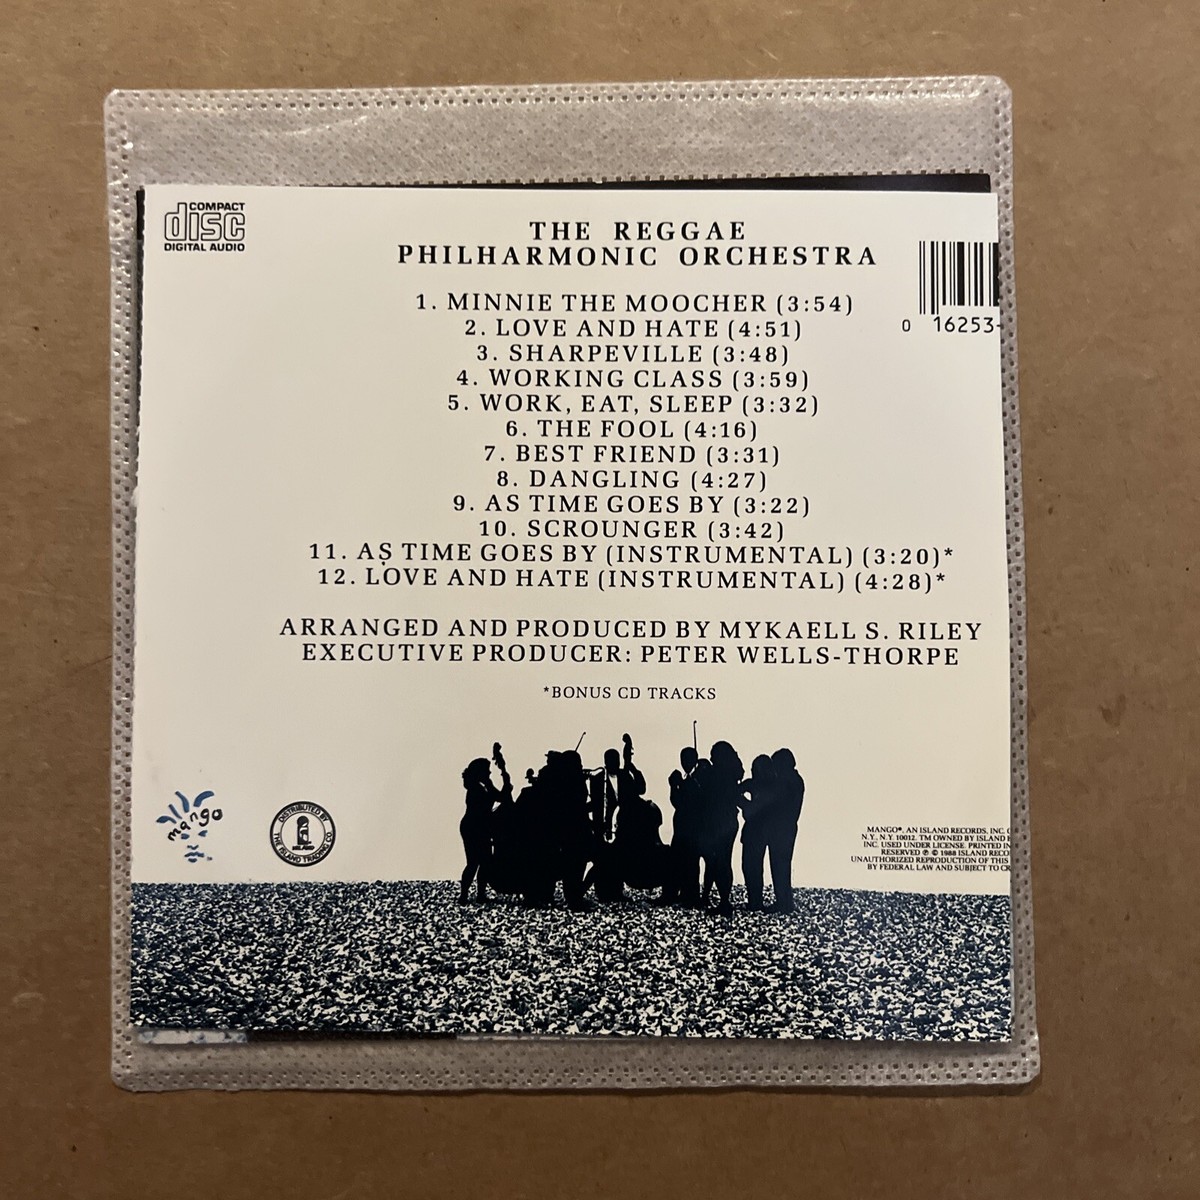 COMPACT
disc
DIGITAL AUDIO
THE REGGAE
PHILHARMONIC ORCHESTRA
1. MINNIE THE MOOCHER (3:54)
2. LOVE AND HATE (4:51)
3. SHARPEVILLE (3:48)
4. WORKING CLASS (3:59)
5. WORK, EAT, SLEEP (3:32)
6. THE FOOL (4:16)
7. BEST FRIEND (3:31)
8. DANGLING (4:27)
9. AS TIME GOES BY (3:22)
10. SCROUNGER (3:42)
11. AS TIME GOES BY (INSTRUMENTAL) (3:20)*
12. LOVE AND HATE (INSTRUMENTAL) (4:28)*
0 16253-
ARRANGED AND PRODUCED BY MYKAELL S. RILEY
EXECUTIVE PRODUCER: PETER WELLS-THORPE
*BONUS CD TRACKS
mango
DISTRIBUTED BY
THE ISLAND TRADING CO
MANGO®, AN ISLAND RECORDS, INC.
N.Y., N.Y. 10012. TM OWNED BY ISLAND
INC. USED UNDER LICENSE. PRINTED IN
RESERVED ℗ © 1988 ISLAND RECO
UNAUTHORIZED REPRODUCTION OF THIS
BY FEDERAL LAW AND SUBJECT TO